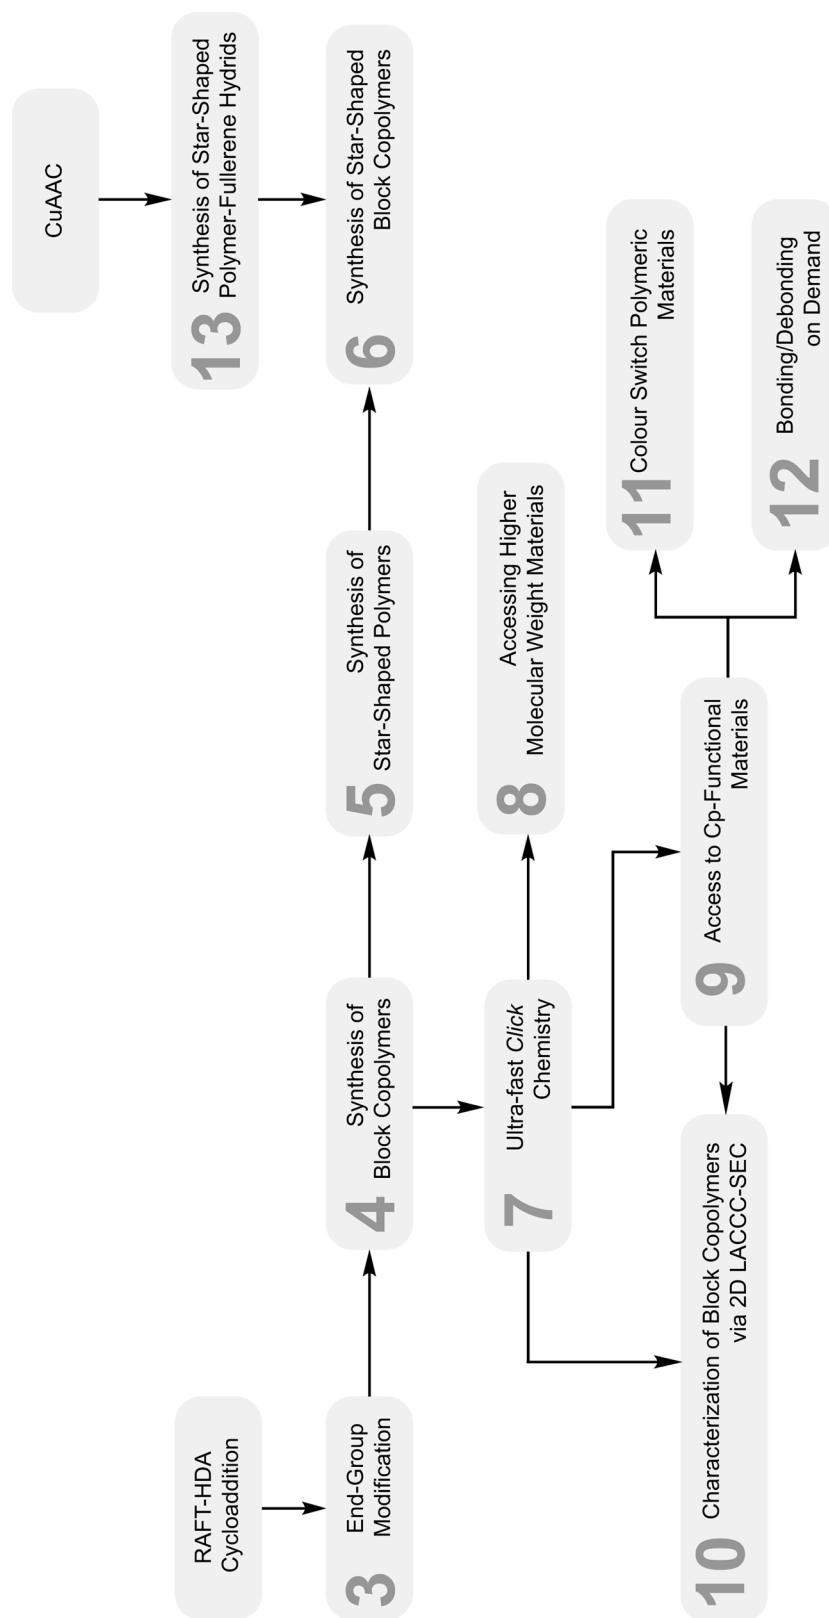 CuAAC
13
Synthesis of Star-Shaped
Polymer-Fullerene Hydrids
RAFT-HDA
Cycloaddition
3
End-Group
Modification
4
Synthesis of
Block Copolymers
5
Synthesis of
Star-Shaped Polymers
6
Synthesis of Star-Shaped
Block Copolymers
7
Ultra-fast Click
Chemistry
8
Accessing Higher
Molecular Weight Materials
10
Characterization of Block Copolymers
via 2D LACCC-SEC
9
Access to Cp-Functional
Materials
11
Colour Switch Polymeric
Materials
12
Bonding/Debonding
on Demand